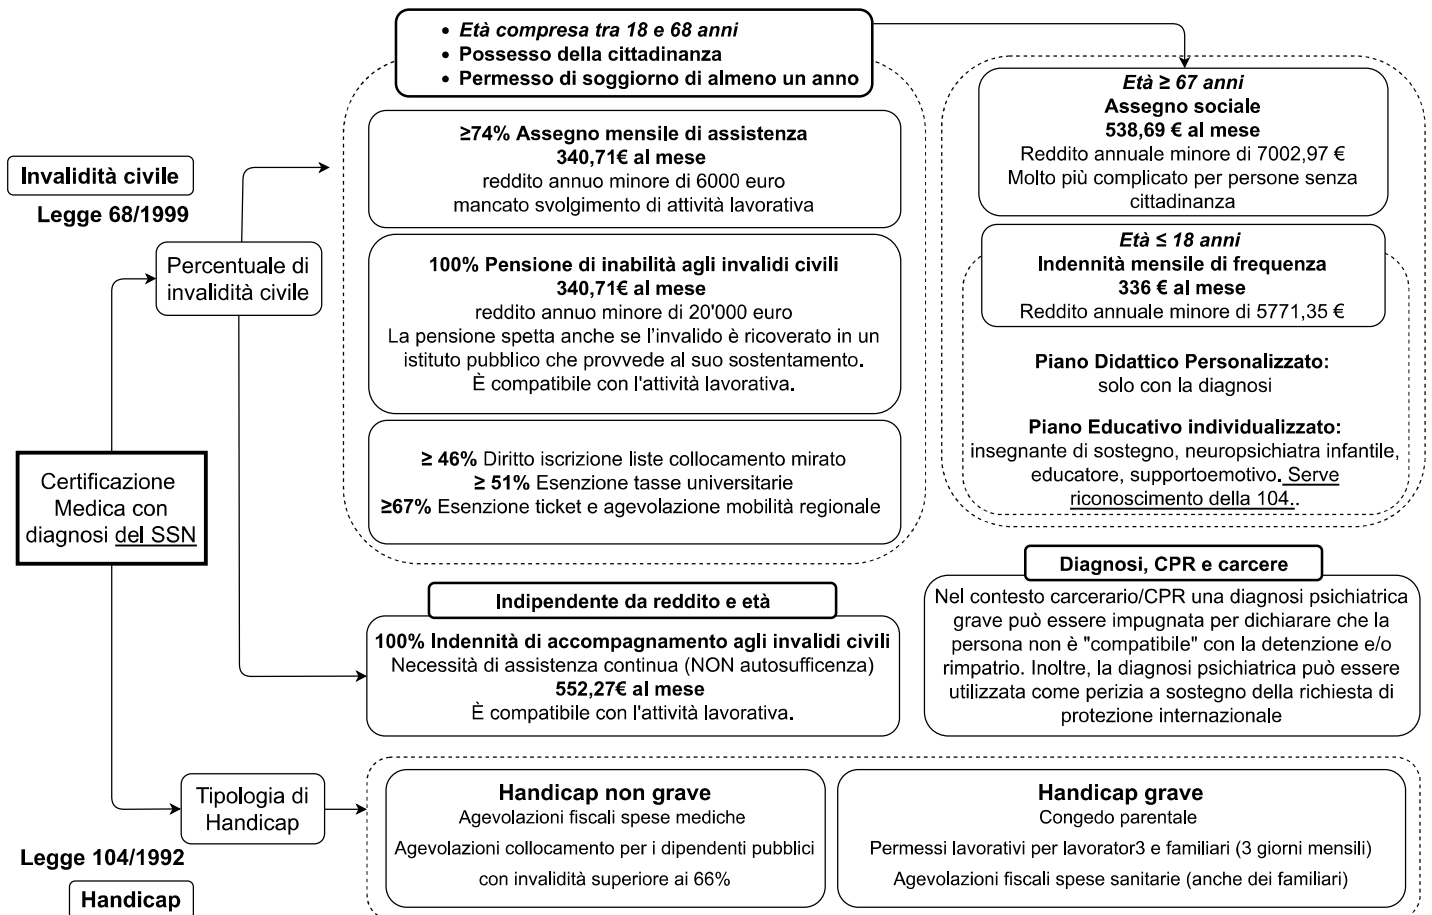 Invalidità civile
Legge 68/1999
Percentuale di
invalidità civile
Certificazione
Medica con
diagnosi del SSN
Tipologia di
Handicap
Legge 104/1992
Handicap
• Età compresa tra 18 e 68 anni
• Possesso della cittadinanza
• Permesso di soggiorno di almeno un anno
≥74% Assegno mensile di assistenza
340,71€ al mese
reddito annuo minore di 6000 euro
mancato svolgimento di attività lavorativa
100% Pensione di inabilità agli invalidi civili
340,71€ al mese
reddito annuo minore di 20'000 euro
La pensione spetta anche se l'invalido è ricoverato in un
istituto pubblico che provvede al suo sostentamento.
È compatibile con l'attività lavorativa.
≥ 46% Diritto iscrizione liste collocamento mirato
≥ 51% Esenzione tasse universitarie
≥67% Esenzione ticket e agevolazione mobilità regionale
Indipendente da reddito e età
100% Indennità di accompagnamento agli invalidi civili
Necessità di assistenza continua (NON autosufficenza)
552,27€ al mese
È compatibile con l'attività lavorativa.
Età ≥ 67 anni
Assegno sociale
538,69 € al mese
Reddito annuale minore di 7002,97 €
Molto più complicato per persone senza
cittadinanza
Età ≤ 18 anni
Indennità mensile di frequenza
336 € al mese
Reddito annuale minore di 5771,35 €
Piano Didattico Personalizzato:
solo con la diagnosi
Piano Educativo individualizzato:
insegnante di sostegno, neuropsichiatra infantile,
educatore, supportoemotivo. Serve
riconoscimento della 104..
Diagnosi, CPR e carcere
Nel contesto carcerario/CPR una diagnosi psichiatrica
grave può essere impugnata per dichiarare che la
persona non è "compatibile" con la detenzione e/o
rimpatrio. Inoltre, la diagnosi psichiatrica può essere
utilizzata come perizia a sostegno della richiesta di
protezione internazionale
Handicap non grave
Agevolazioni fiscali spese mediche
Agevolazioni collocamento per i dipendenti pubblici
con invalidità superiore ai 66%
Handicap grave
Congedo parentale
Permessi lavorativi per lavorator3 e familiari (3 giorni mensili)
Agevolazioni fiscali spese sanitarie (anche dei familiari)